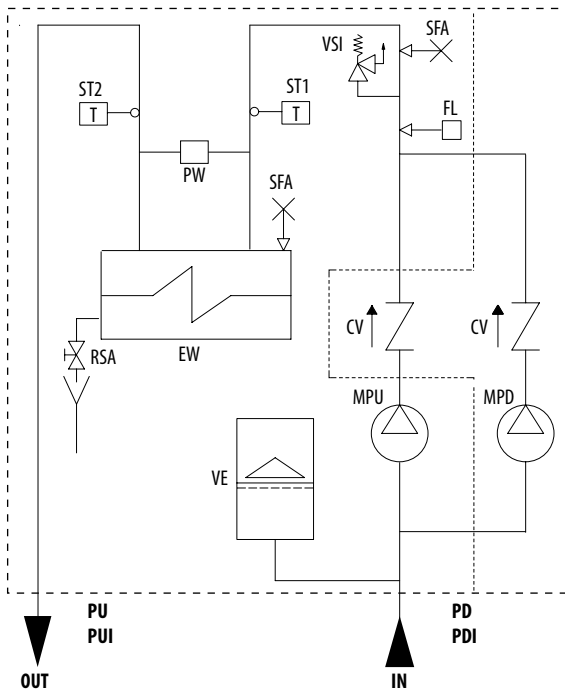 VSI
SFA
ST2
T
ST1
T
FL
PW
SFA
CV
CV
RSA
EW
MPU
MPD
VE
PU
PUI
PD
PDI
OUT
IN